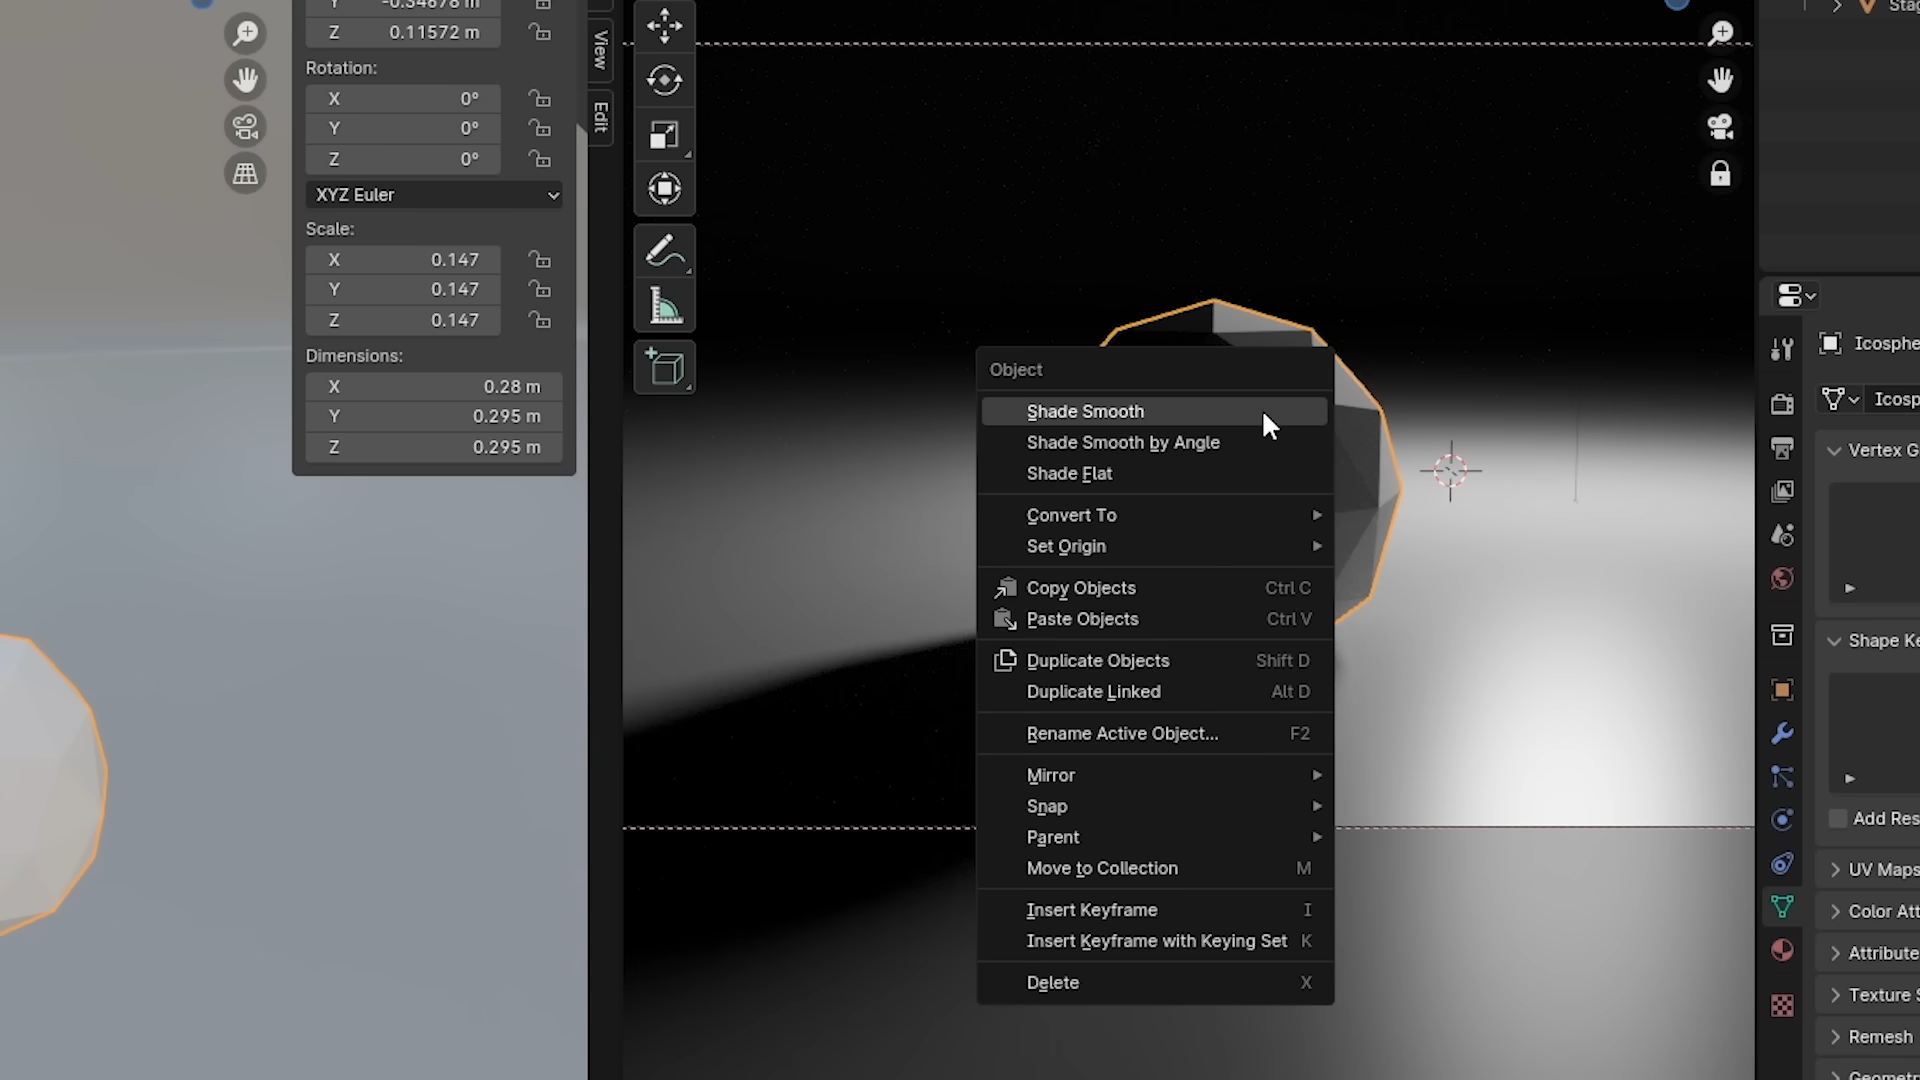 Y -0.34678 m
Z 0.11572 m
Rotation:
X 0°
Y 0°
Z 0°
XYZ Euler
Scale:
X 0.147
Y 0.147
Z 0.147
Dimensions:
X 0.28 m
Y 0.295 m
Z 0.295 m
View
Edit
Object
Shade Smooth
Shade Smooth by Angle
Shade Flat
Convert To
Set Origin
Copy Objects Ctrl C
Paste Objects Ctrl V
Duplicate Objects Shift D
Duplicate Linked Alt D
Rename Active Object... F2
Mirror
Snap
Parent
Move to Collection M
Insert Keyframe I
Insert Keyframe with Keying Set K
Delete X
Stag
Icosphe
Icosp
Vertex G
Shape Ke
Add Res
UV Maps
Color Att
Attribute
Texture S
Remesh
Geometr